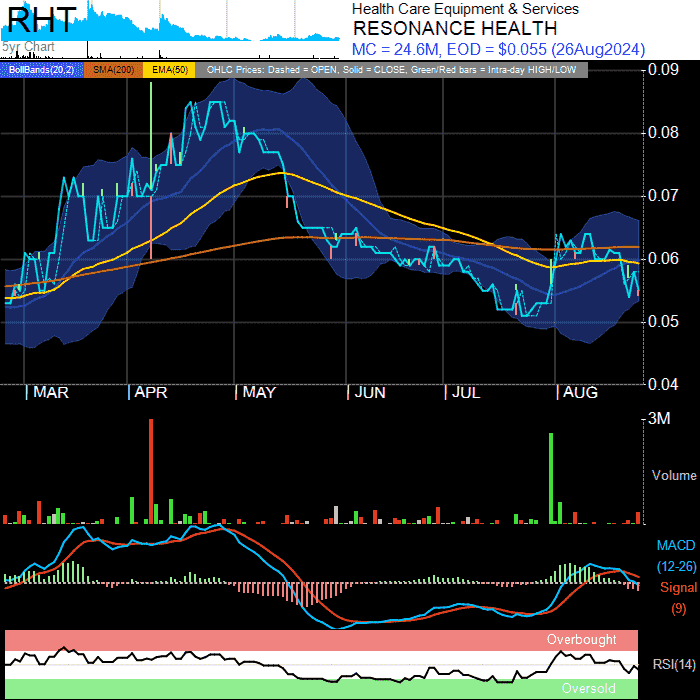 RHT
5yr Chart
Health Care Equipment & Services
RESONANCE HEALTH
MC = 24.6M, EOD = $0.055 (26Aug2024)
BollBands(20,2) SMA(200) EMA(50) OHLC Prices: Dashed = OPEN, Solid = CLOSE, Green/Red bars = Intra-day HIGH/LOW
0.09
0.08
0.07
0.06
0.05
0.04
MAR APR MAY JUN JUL AUG
3M
Volume
MACD
(12-26)
Signal
(9)
Overbought
RSI(14)
Oversold